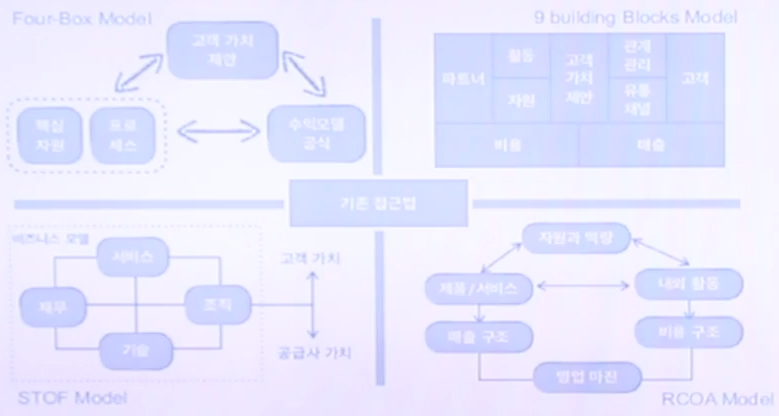 Four-Box Model
고객 가치
제안
핵심
자원
프로
세스
수익모델
공식
9 building Blocks Model
파트너
활동
자원
고객
가치
제안
관계
관리
유통
채널
고객
비용
매출
기존 접근법
비즈니스 모델
서비스
재무
조직
기술
고객 가치
공급사 가치
STOF Model
자원과 역량
제품/서비스
내외 활동
매출 구조
비용 구조
영업 마진
RCOA Model